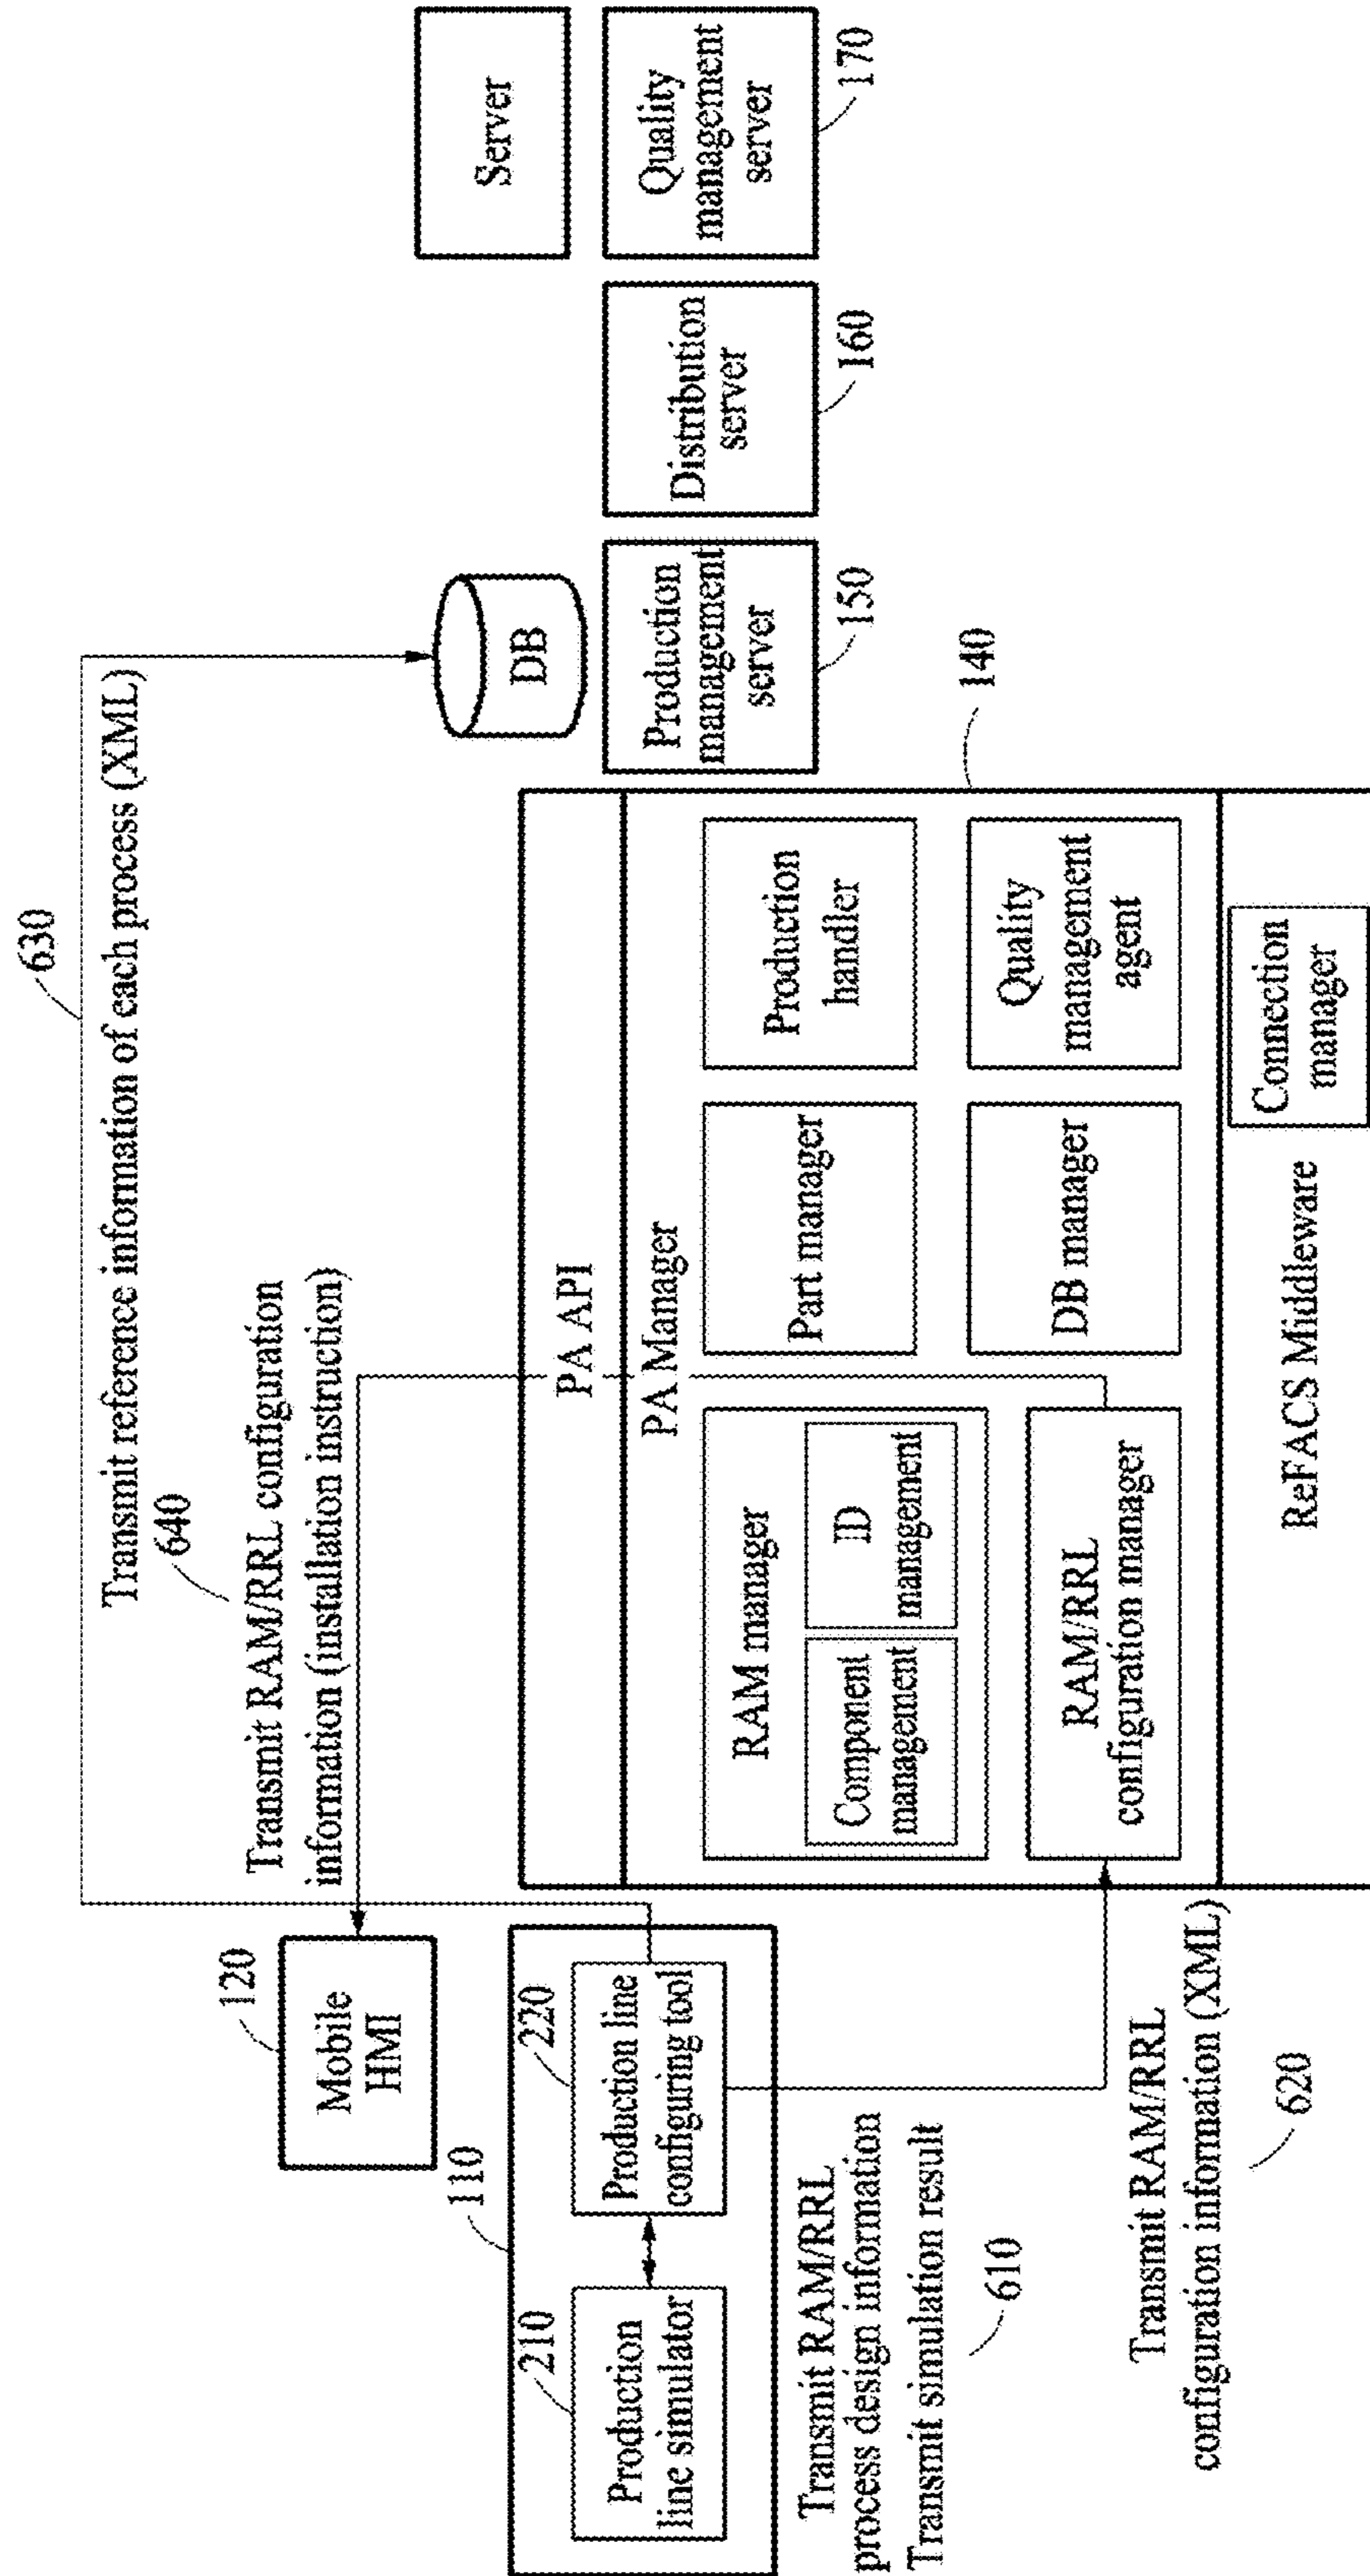 630
Transmit reference information of each process (XML)
640
Transmit RAM/RRL configuration
information (installation instruction)
120
Mobile
HMI
110
210
Production
line simulator
220
Production line
configuring tool
Transmit RAM/RRL
process design information
Transmit simulation result
610
Transmit RAM/RRL
configuration information (XML)
620
PA API
PA Manager
RAM manager
Component
management
ID
management
RAM/RRL
configuration manager
Part manager
DB manager
Production
handler
Quality
management
agent
140
ReFACS Middleware
Connection
manager
DB
Production
management
server
150
Distribution
server
160
Server
Quality
management
server
170